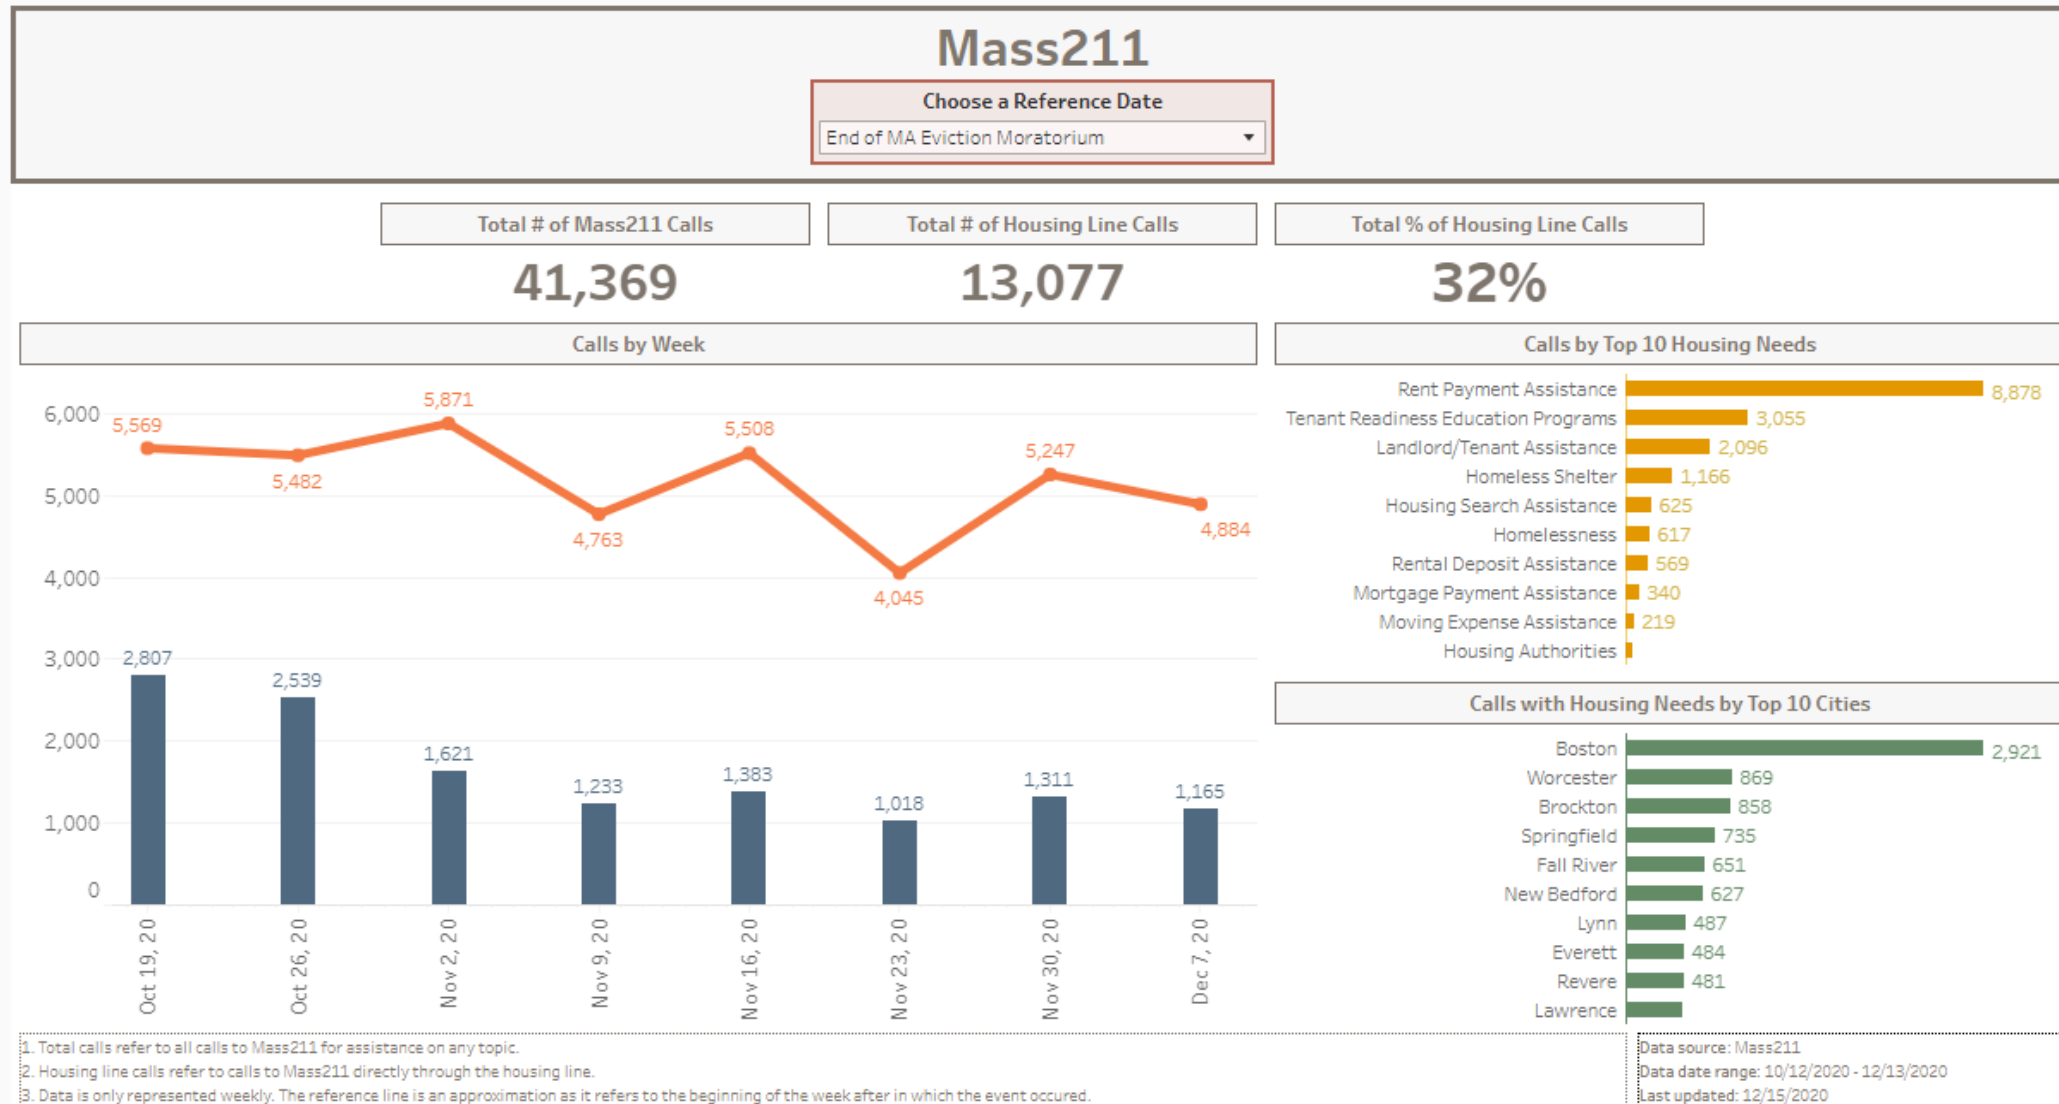 Mass211
Choose a Reference Date
End of MA Eviction Moratorium
Total # of Mass211 Calls
Total # of Housing Line Calls
Total % of Housing Line Calls
41,369
13,077
32%
Calls by Week
6,000
5,000
4,000
3,000
2,000
1,000
0
5,569
5,482
5,871
4,763
5,508
4,045
5,247
4,884
2,807
2,539
1,621
1,233
1,383
1,018
1,311
1,165
Oct 19, 20
Oct 26, 20
Nov 2, 20
Nov 9, 20
Nov 16, 20
Nov 23, 20
Nov 30, 20
Dec 7, 20
Calls by Top 10 Housing Needs
Rent Payment Assistance 8,878
Tenant Readiness Education Programs 3,055
Landlord/Tenant Assistance 2,096
Homeless Shelter 1,166
Housing Search Assistance 625
Homelessness 617
Rental Deposit Assistance 569
Mortgage Payment Assistance 340
Moving Expense Assistance 219
Housing Authorities
Calls with Housing Needs by Top 10 Cities
Boston 2,921
Worcester 869
Brockton 858
Springfield 735
Fall River 651
New Bedford 627
Lynn 487
Everett 484
Revere 481
Lawrence
1. Total calls refer to all calls to Mass211 for assistance on any topic.
2. Housing line calls refer to calls to Mass211 directly through the housing line.
3. Data is only represented weekly. The reference line is an approximation as it refers to the beginning of the week after in which the event occured.
Data source: Mass211
Data date range: 10/12/2020 - 12/13/2020
Last updated: 12/15/2020